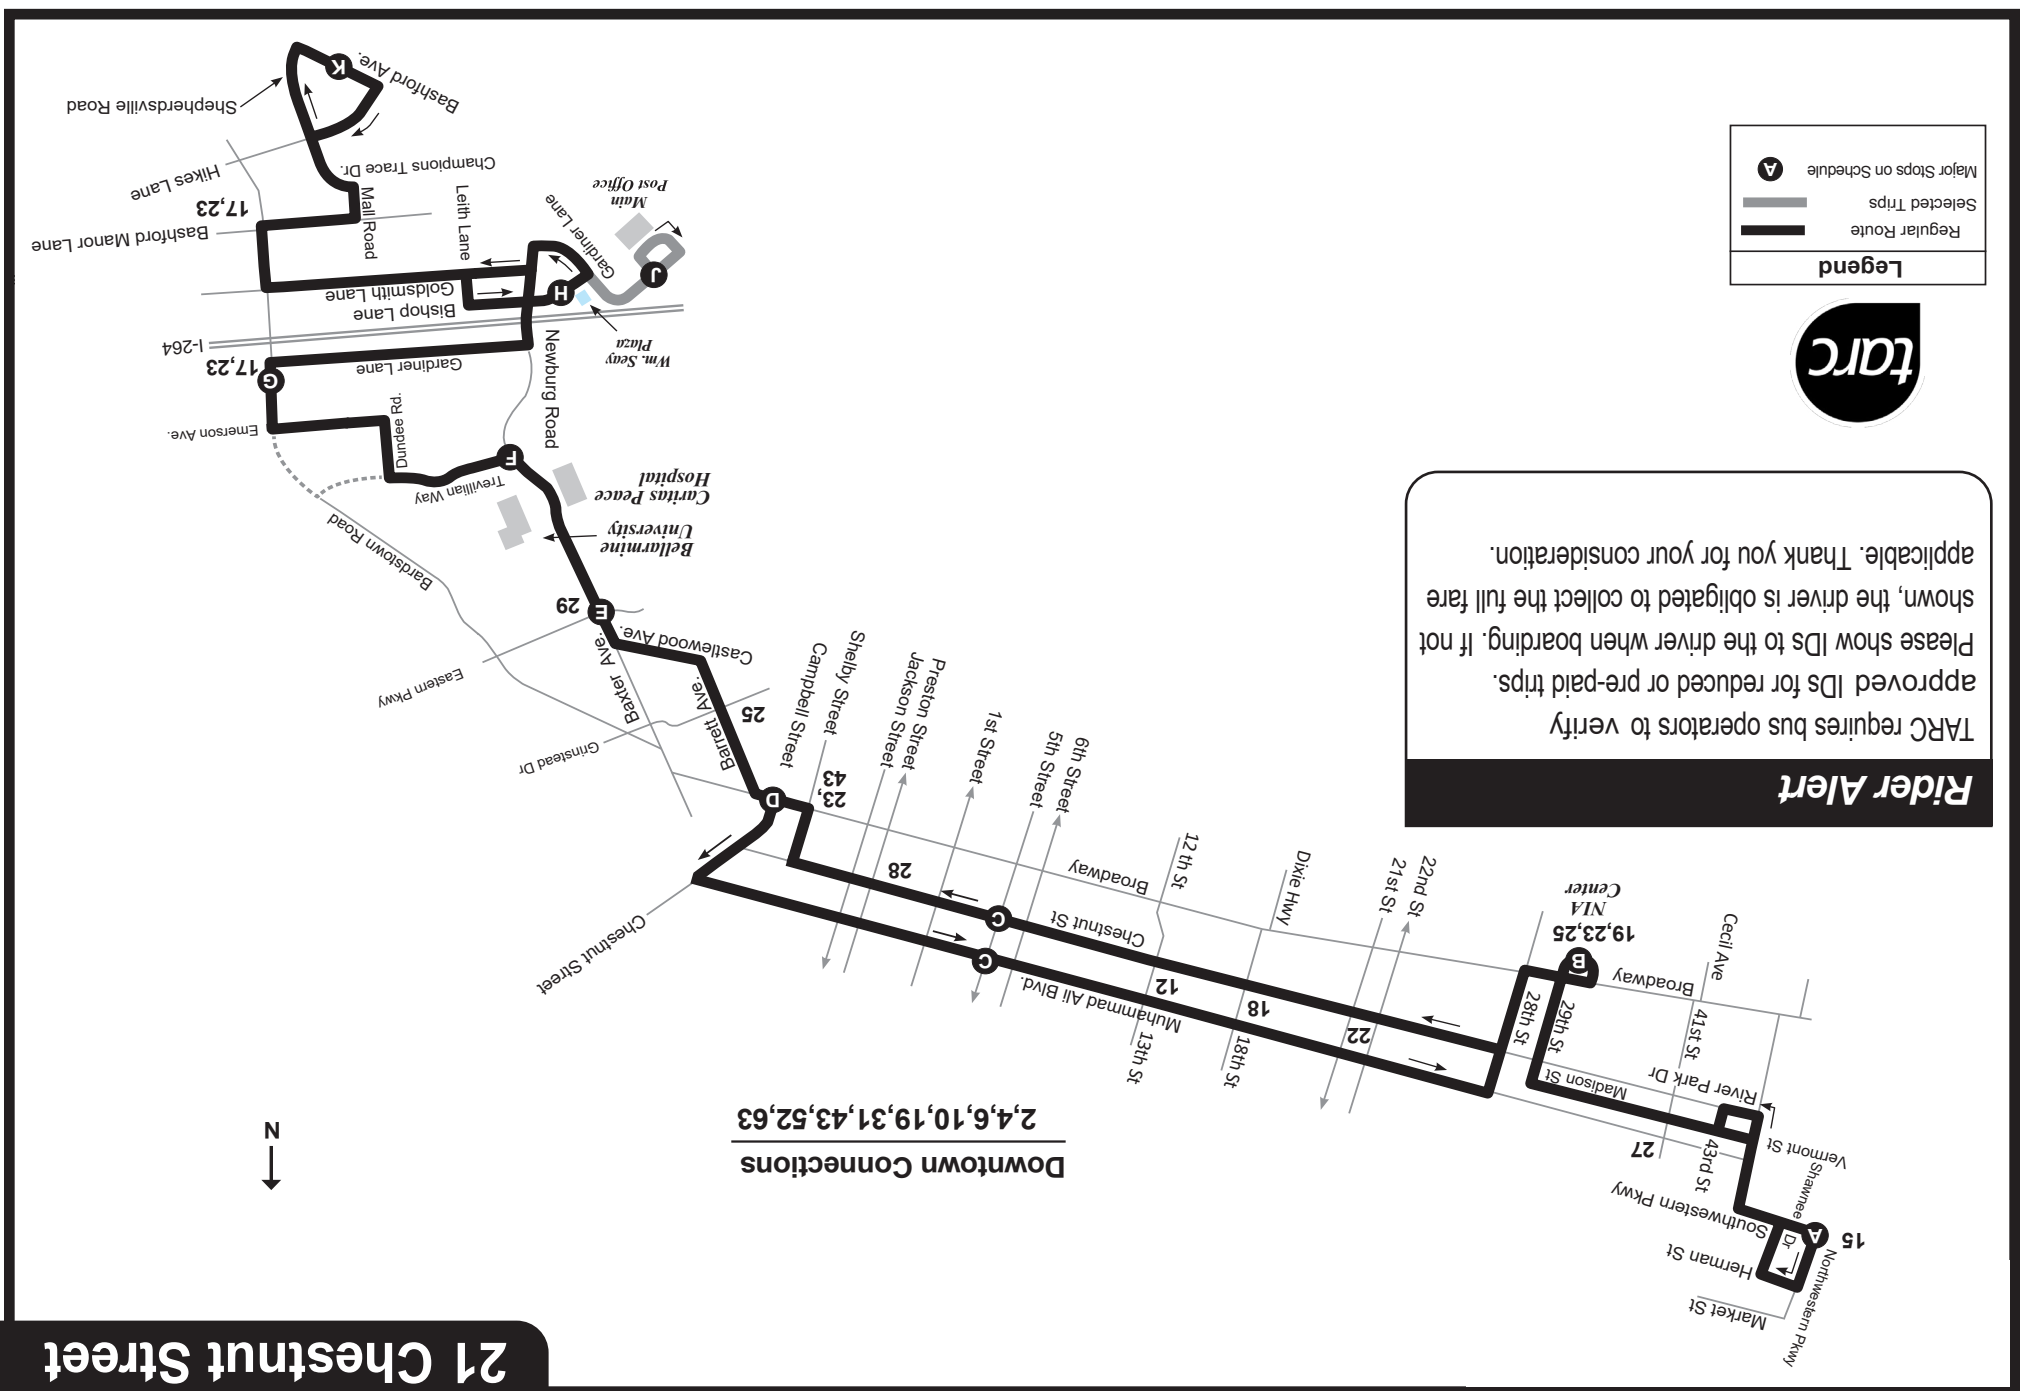 21 Chestnut Street
Market St
Northwestern Pkwy
Herman St
15
A
Shawnee
Dr
Southwestern Pkwy
Vermont St
43rd St
27
River Park Dr
Madison St
41st St
Cecil Ave
Broadway
29th St
28th St
B
19,23,25
NIA
Center
22nd St
21st St
22
18
18th St
Dixie Hwy
13th St
12
12 th St
Muhammad Ali Blvd.
Chestnut St
Broadway
C
C
6th Street
5th Street
1st Street
28
Preston Street
Jackson Street
Shelby Street
Campbell Street
23,
43
D
Chestnut Street
Downtown Connections
2,4,6,10,19,31,43,52,63
N
Barrett Ave.
25
Grinstead Dr
Baxter Ave.
Castlewood Ave.
Eastern Pkwy
E
29
Bardstown Road
Bellarmine
University
Caritas Peace
Hospital
F
Trevilian Way
Newburg Road
Dundee Rd.
Emerson Ave.
G
17,23
Gardiner Lane
I-264
Wm. Seay
Plaza
Bishop Lane
Goldsmith Lane
H
J
Gardiner Lane
Main
Post Office
Leith Lane
Mall Road
Bashford Manor Lane
17,23
Champions Trace Dr.
Hikes Lane
Shepherdsville Road
Bashford Ave.
K
Rider Alert
TARC requires bus operators to verify
approved IDs for reduced or pre-paid trips.
Please show IDs to the driver when boarding. If not
shown, the driver is obligated to collect the full fare
applicable. Thank you for your consideration.
tarc
Legend
Regular Route
Selected Trips
Major Stops on Schedule
A